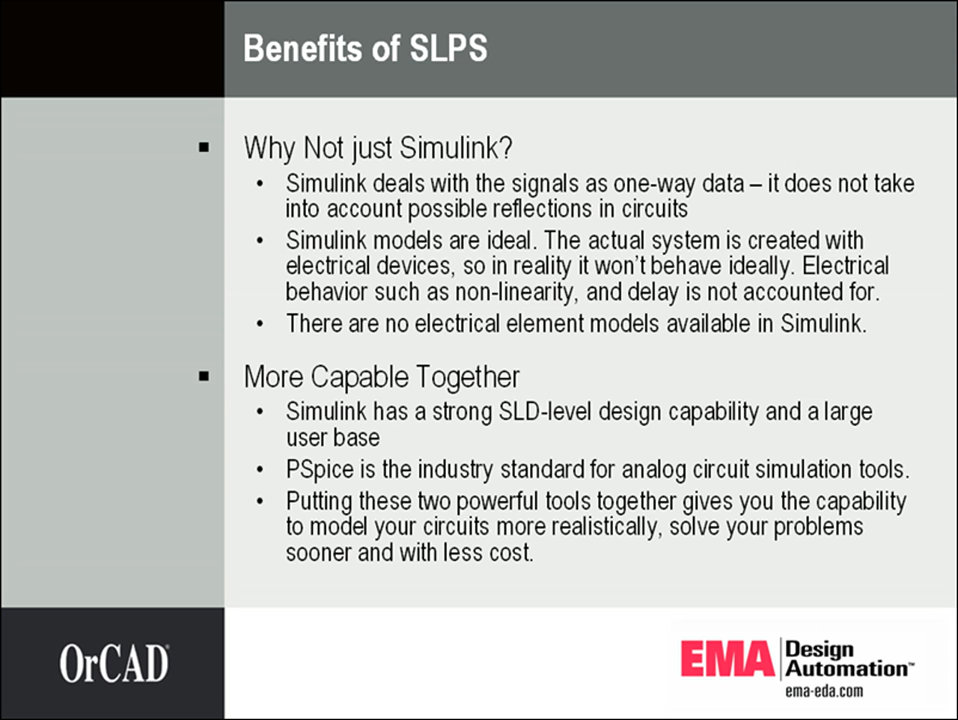 Benefits of SLPS
▪ Why Not just Simulink?
• Simulink deals with the signals as one-way data – it does not take
into account possible reflections in circuits
• Simulink models are ideal. The actual system is created with
electrical devices, so in reality it won't behave ideally. Electrical
behavior such as non-linearity, and delay is not accounted for.
• There are no electrical element models available in Simulink.
▪ More Capable Together
• Simulink has a strong SLD-level design capability and a large
user base
• PSpice is the industry standard for analog circuit simulation tools.
• Putting these two powerful tools together gives you the capability
to model your circuits more realistically, solve your problems
sooner and with less cost.
OrCAD®
EMA Design
Automation™
ema-eda.com